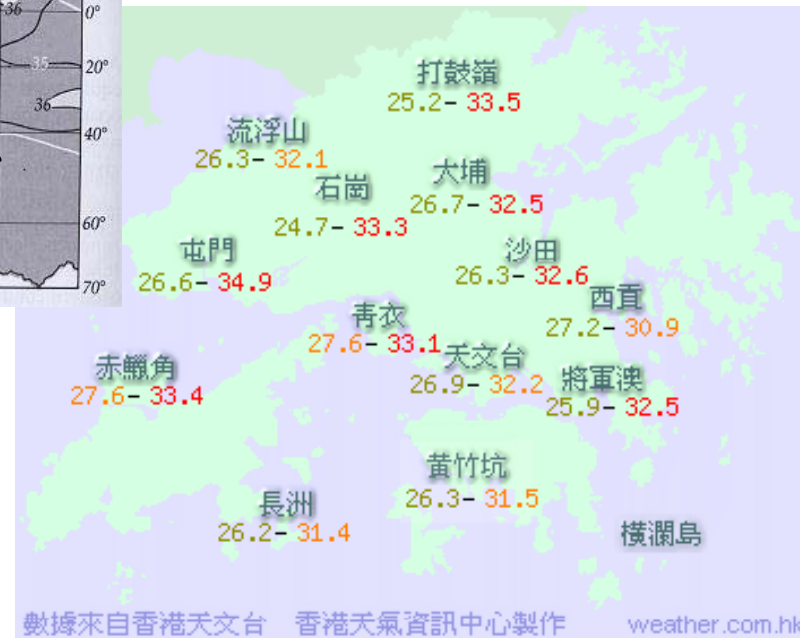 36
0°
35
20°
36
40°
60°
70°
打鼓嶺
25.2- 33.5
流浮山
26.3- 32.1
石崗
24.7- 33.3
大埔
26.7- 32.5
屯門
26.6- 34.9
沙田
26.3- 32.6
西貢
27.2- 30.9
青衣
27.6- 33.1
天文台
26.9- 32.2
赤鱲角
27.6- 33.4
將軍澳
25.9- 32.5
黃竹坑
26.3- 31.5
長洲
26.2- 31.4
橫瀾島
數據來自香港天文台 香港天氣資訊中心製作 weather.com.hk